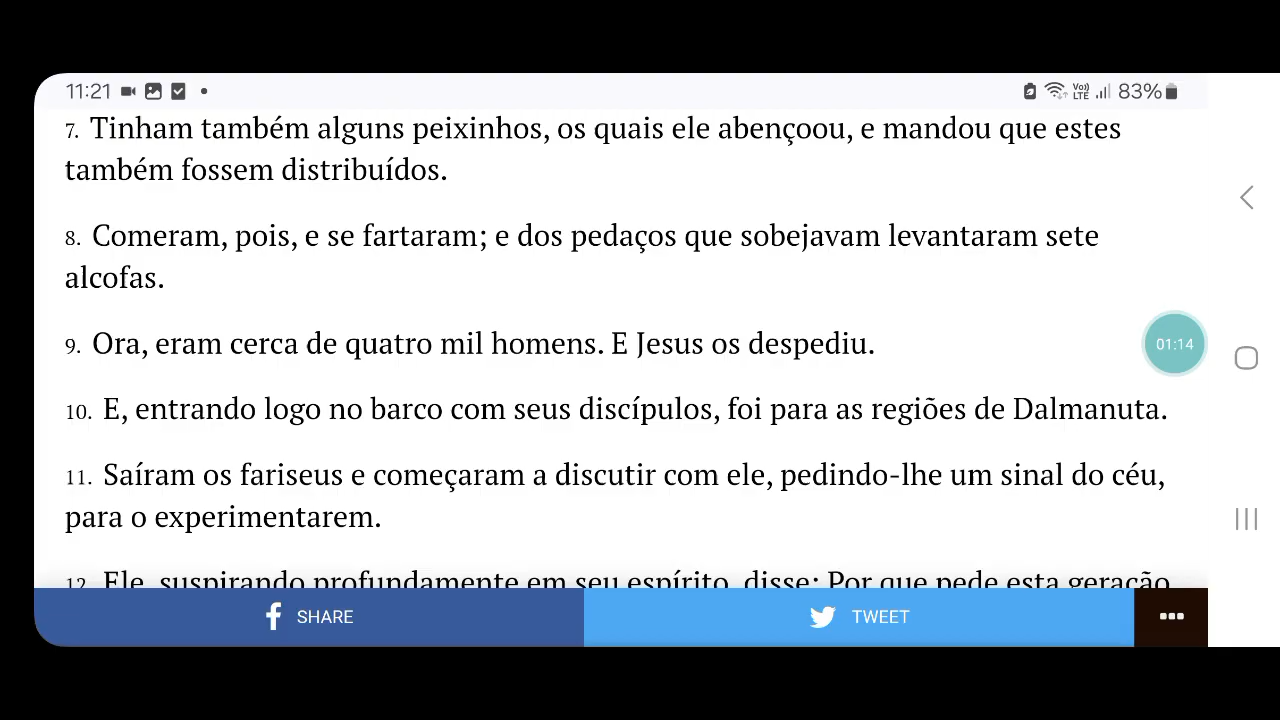 11:21
Vo)) LTE 83%
7. Tinham também alguns peixinhos, os quais ele abençoou, e mandou que estes
também fossem distribuídos.
8. Comeram, pois, e se fartaram; e dos pedaços que sobejavam levantaram sete
alcofas.
9. Ora, eram cerca de quatro mil homens. E Jesus os despediu.
01:14
10. E, entrando logo no barco com seus discípulos, foi para as regiões de Dalmanuta.
11. Saíram os fariseus e começaram a discutir com ele, pedindo-lhe um sinal do céu,
para o experimentarem.
12. Ele, suspirando profundamente em seu espírito, disse: Por que pede esta geração
SHARE
TWEET